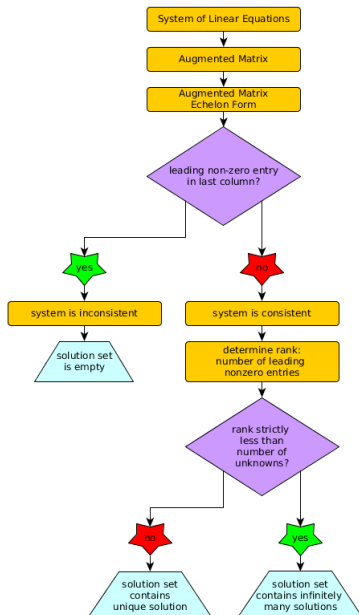 System of Linear Equations
Augmented Matrix
Augmented Matrix
Echelon Form
leading non-zero entry
in last column?
yes
no
system is inconsistent
system is consistent
solution set
is empty
determine rank:
number of leading
nonzero entries
rank strictly
less than
number of
unknowns?
no
yes
solution set
contains
unique solution
solution set
contains infinitely
many solutions